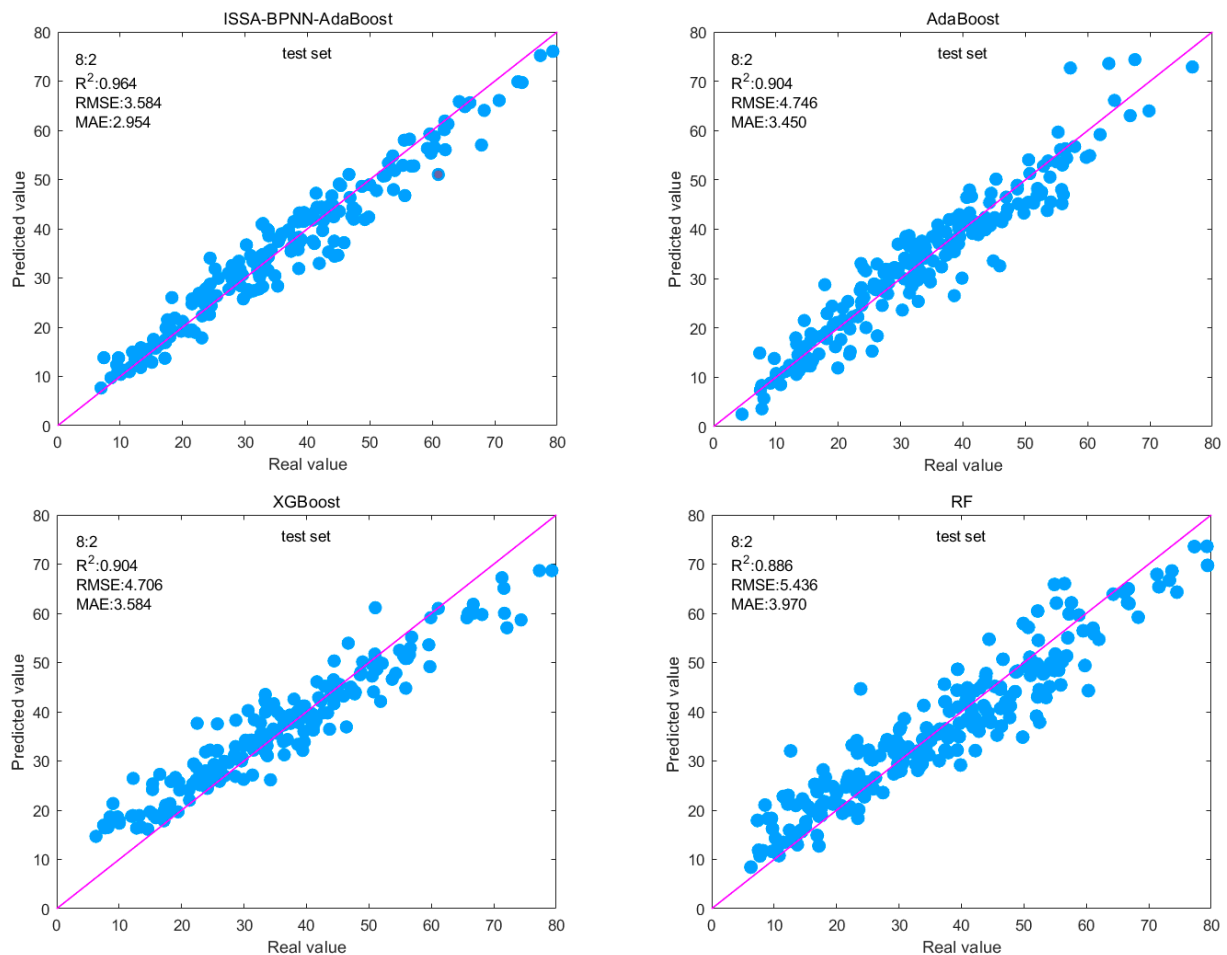 ISSA-BPNN-AdaBoost
80
70
60
50
40
30
20
10
0
8:2
R²:0.964
RMSE:3.584
MAE:2.954
test set
Predicted value
0 10 20 30 40 50 60 70 80
Real value
AdaBoost
80
70
60
50
40
30
20
10
0
8:2
R²:0.904
RMSE:4.746
MAE:3.450
test set
Predicted value
0 10 20 30 40 50 60 70 80
Real value
XGBoost
80
70
60
50
40
30
20
10
0
8:2
R²:0.904
RMSE:4.706
MAE:3.584
test set
Predicted value
0 10 20 30 40 50 60 70 80
Real value
RF
80
70
60
50
40
30
20
10
0
8:2
R²:0.886
RMSE:5.436
MAE:3.970
test set
Predicted value
0 10 20 30 40 50 60 70 80
Real value